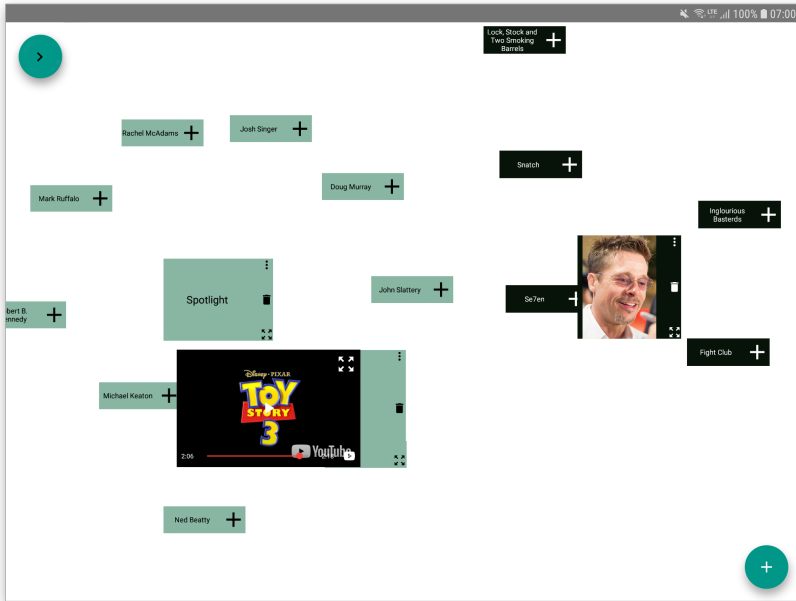 LTE
100%
07:00
Lock, Stock and
Two Smoking
Barrels
Rachel McAdams
Josh Singer
Snatch
Doug Murray
Mark Ruffalo
Inglourious
Basterds
Spotlight
John Slattery
Se7en
B.
Fight Club
Disney · PIXAR
TOY
STORY
3
Michael Keaton
YouTube
2:06
Ned Beatty